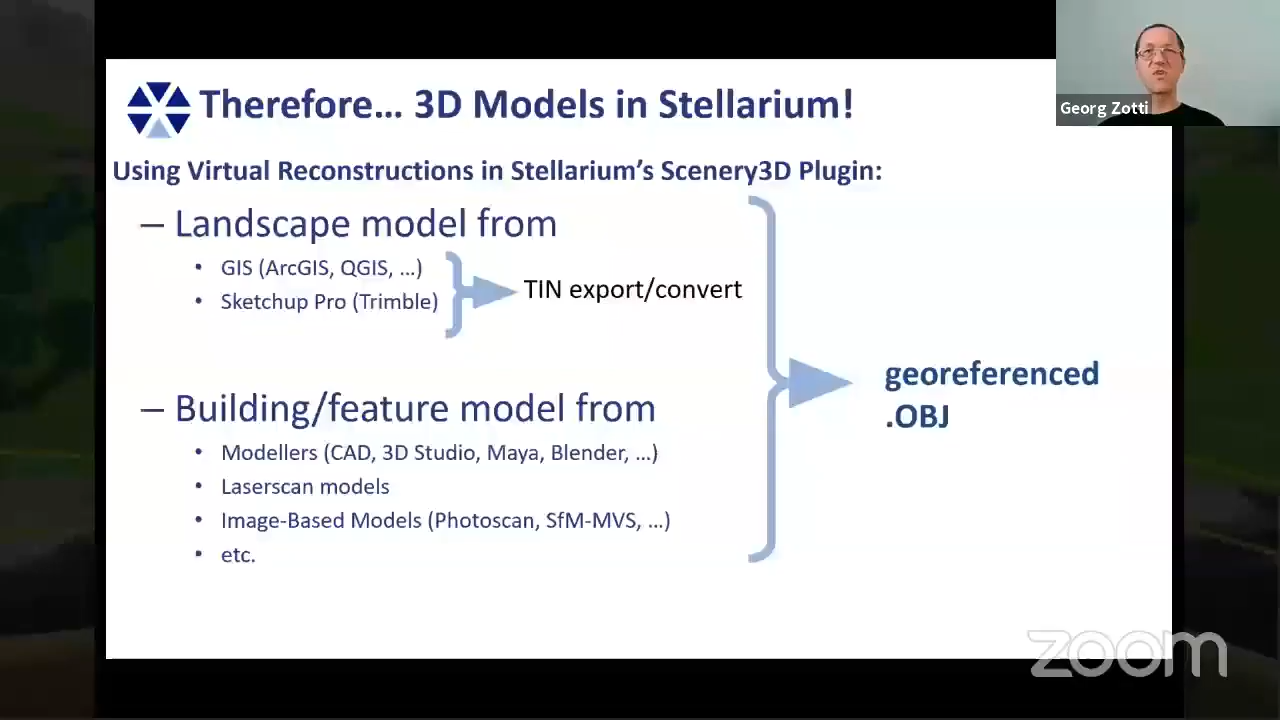 Therefore... 3D Models in Stellarium!
Georg Zotti
Using Virtual Reconstructions in Stellarium’s Scenery3D Plugin:
– Landscape model from
• GIS (ArcGIS, QGIS, ...)
• Sketchup Pro (Trimble)
TIN export/convert
– Building/feature model from
• Modellers (CAD, 3D Studio, Maya, Blender, ...)
• Laserscan models
• Image-Based Models (Photoscan, SfM-MVS, ...)
• etc.
georeferenced
.OBJ
zoom